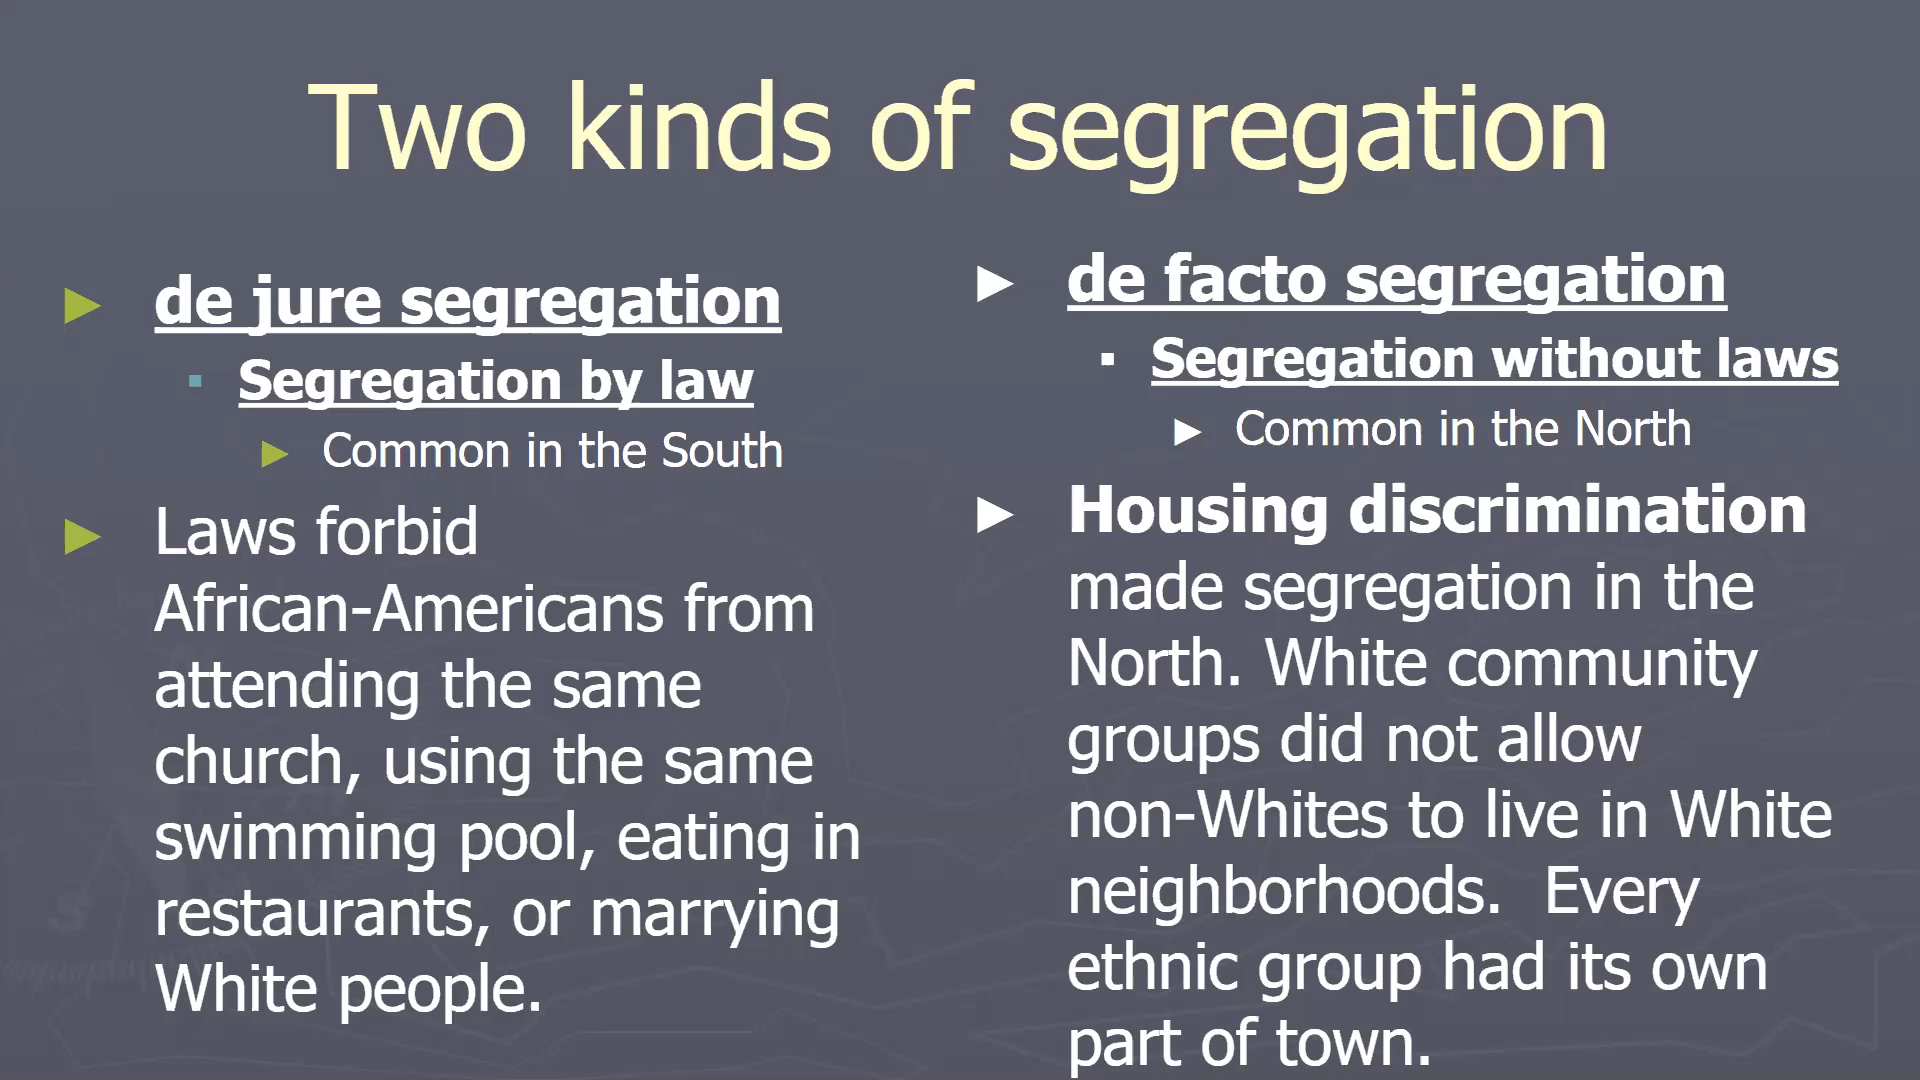 Two kinds of segregation
de jure segregation
Segregation by law
Common in the South
Laws forbid
African-Americans from
attending the same
church, using the same
swimming pool, eating in
restaurants, or marrying
White people.
de facto segregation
Segregation without laws
Common in the North
Housing discrimination
made segregation in the
North. White community
groups did not allow
non-Whites to live in White
neighborhoods.  Every
ethnic group had its own
part of town.